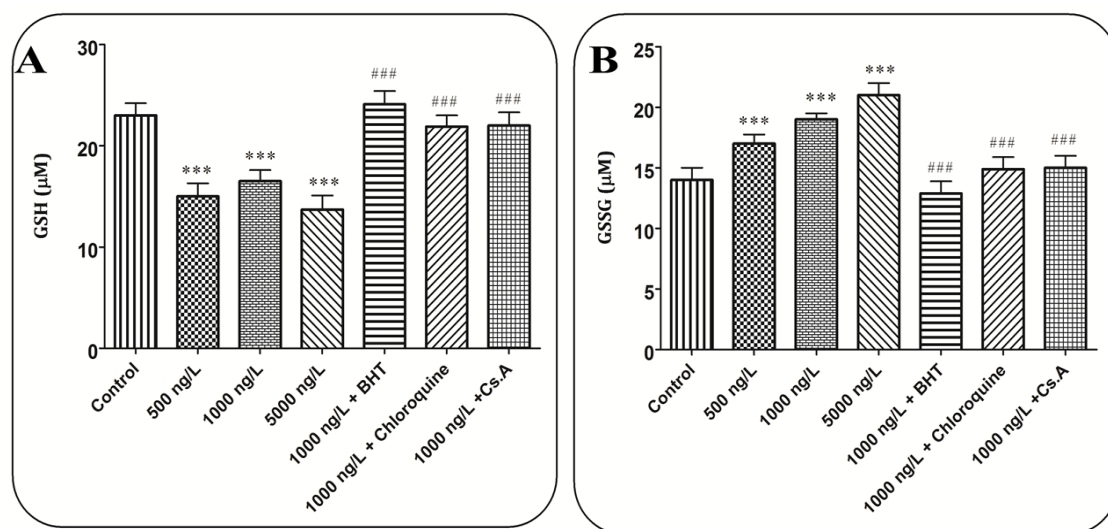 A
GSH (µM)
30
20
10
0
***
***
***
###
###
###
Control
500 ng/L
1000 ng/L
5000 ng/L
1000 ng/L + BHT
1000 ng/L + Chloroquine
1000 ng/L +Cs.A
B
GSSG (µM)
25
20
15
10
5
0
***
***
***
###
###
###
Control
500 ng/L
1000 ng/L
5000 ng/L
1000 ng/L + BHT
1000 ng/L + Chloroquine
1000 ng/L +Cs.A